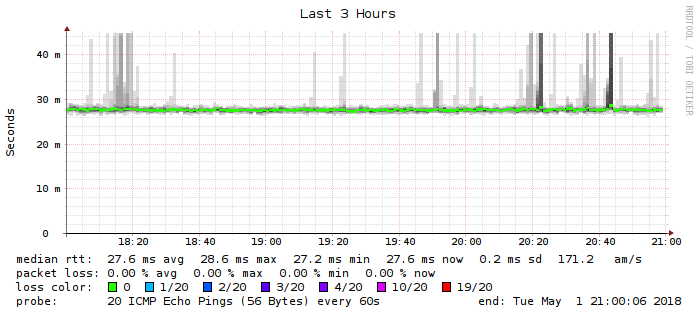 Last 3 Hours
RRDTOOL / TOBI OETIKER
Seconds
40 m
30 m
20 m
10 m
0
18:20 18:40 19:00 19:20 19:40 20:00 20:20 20:40 21:00
median rtt: 27.6 ms avg 28.6 ms max 27.2 ms min 27.6 ms now 0.2 ms sd 171.2 am/s
packet loss: 0.00 % avg 0.00 % max 0.00 % min 0.00 % now
loss color: 0 1/20 2/20 3/20 4/20 10/20 19/20
probe: 20 ICMP Echo Pings (56 Bytes) every 60s end: Tue May 1 21:00:06 2018